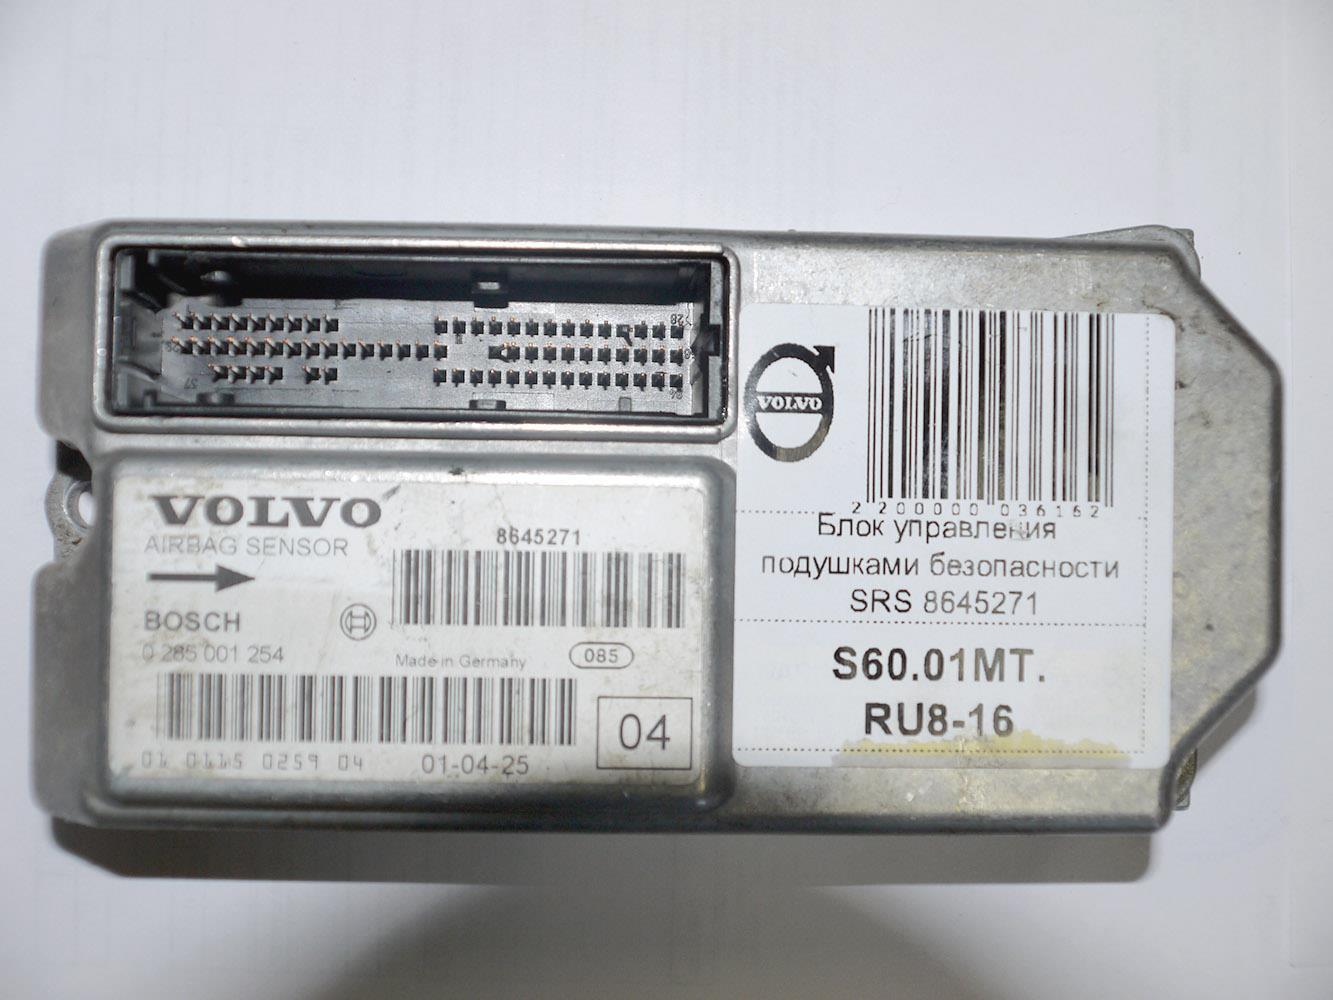 VOLVO
AIRBAG SENSOR
8645271
BOSCH
0 285 001 254
Made in Germany
085
04
01 0115 0259 04
01-04-25
VOLVO
2 200000 036162
Блок управления
подушками безопасности
SRS 8645271
S60.01MT.
RU8-16
57